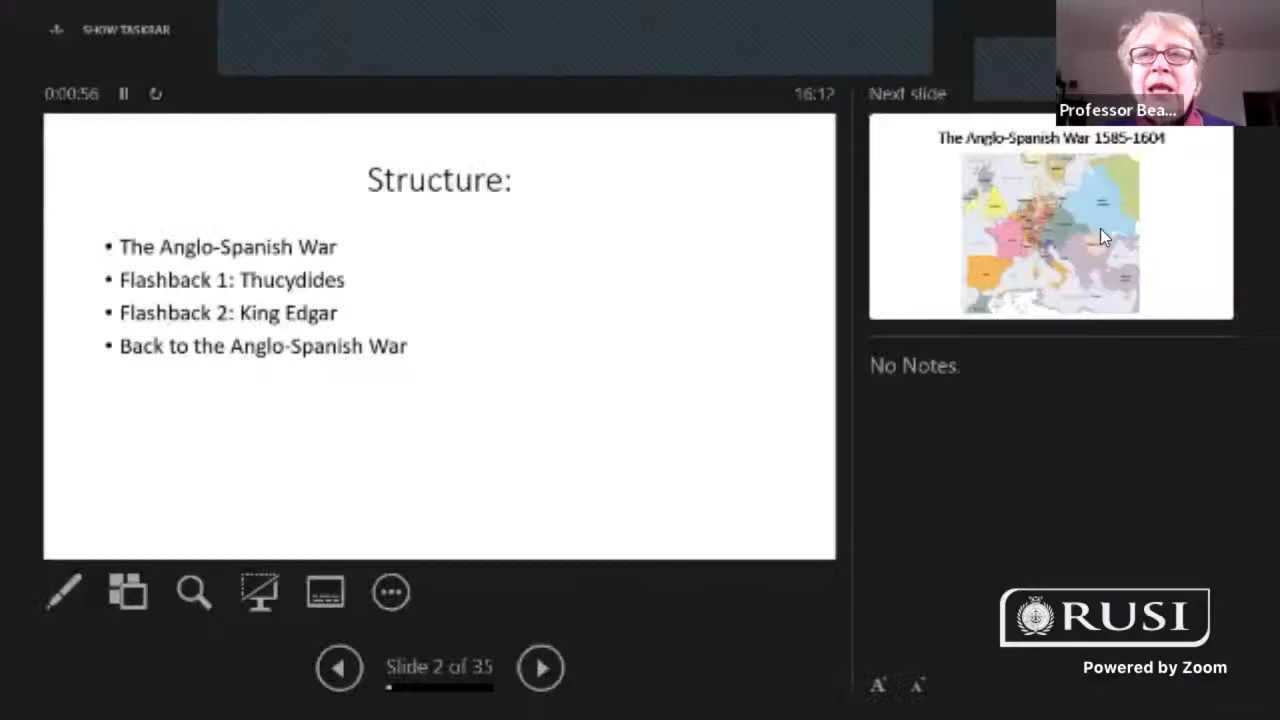 SHOW TASKBAR
0:00:56
16:12
Next slide
Professor Bea...
Structure:
• The Anglo-Spanish War
• Flashback 1: Thucydides
• Flashback 2: King Edgar
• Back to the Anglo-Spanish War
The Anglo-Spanish War 1585-1604
No Notes.
Slide 2 of 35
RUSI
Powered by Zoom
A A